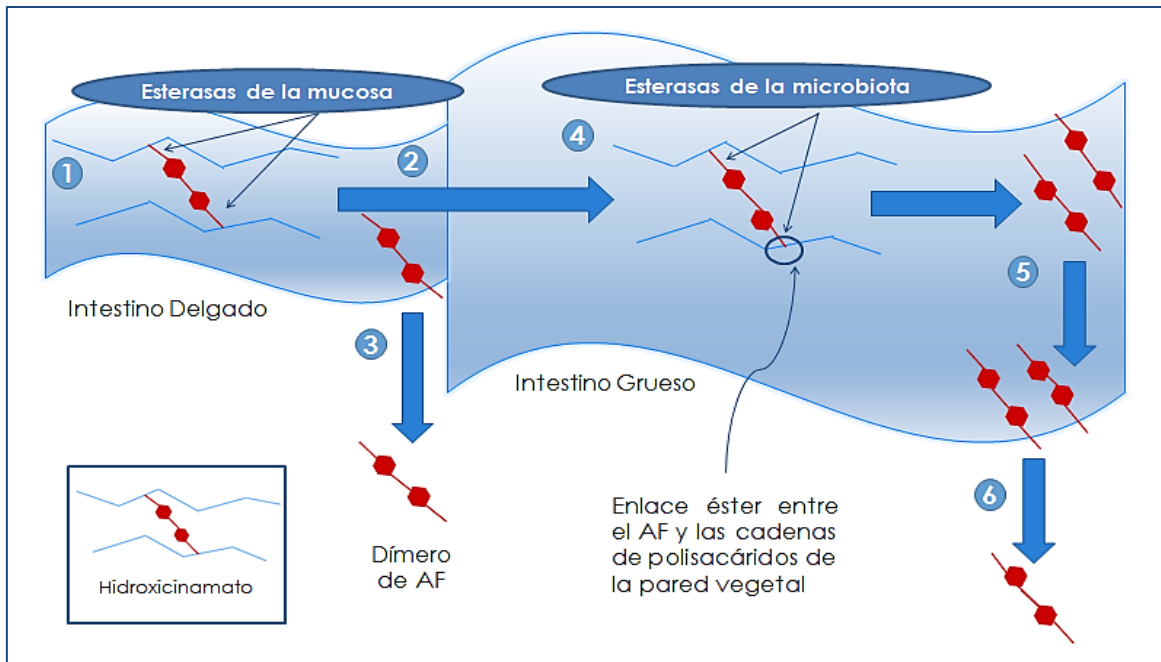 Esterasas de la mucosa
Esterasas de la microbiota
1
2
4
Intestino Delgado
5
3
Intestino Grueso
Dímero
de AF
Enlace éster entre
el AF y las cadenas
de polisacáridos de
la pared vegetal
6
Hidroxicinamato